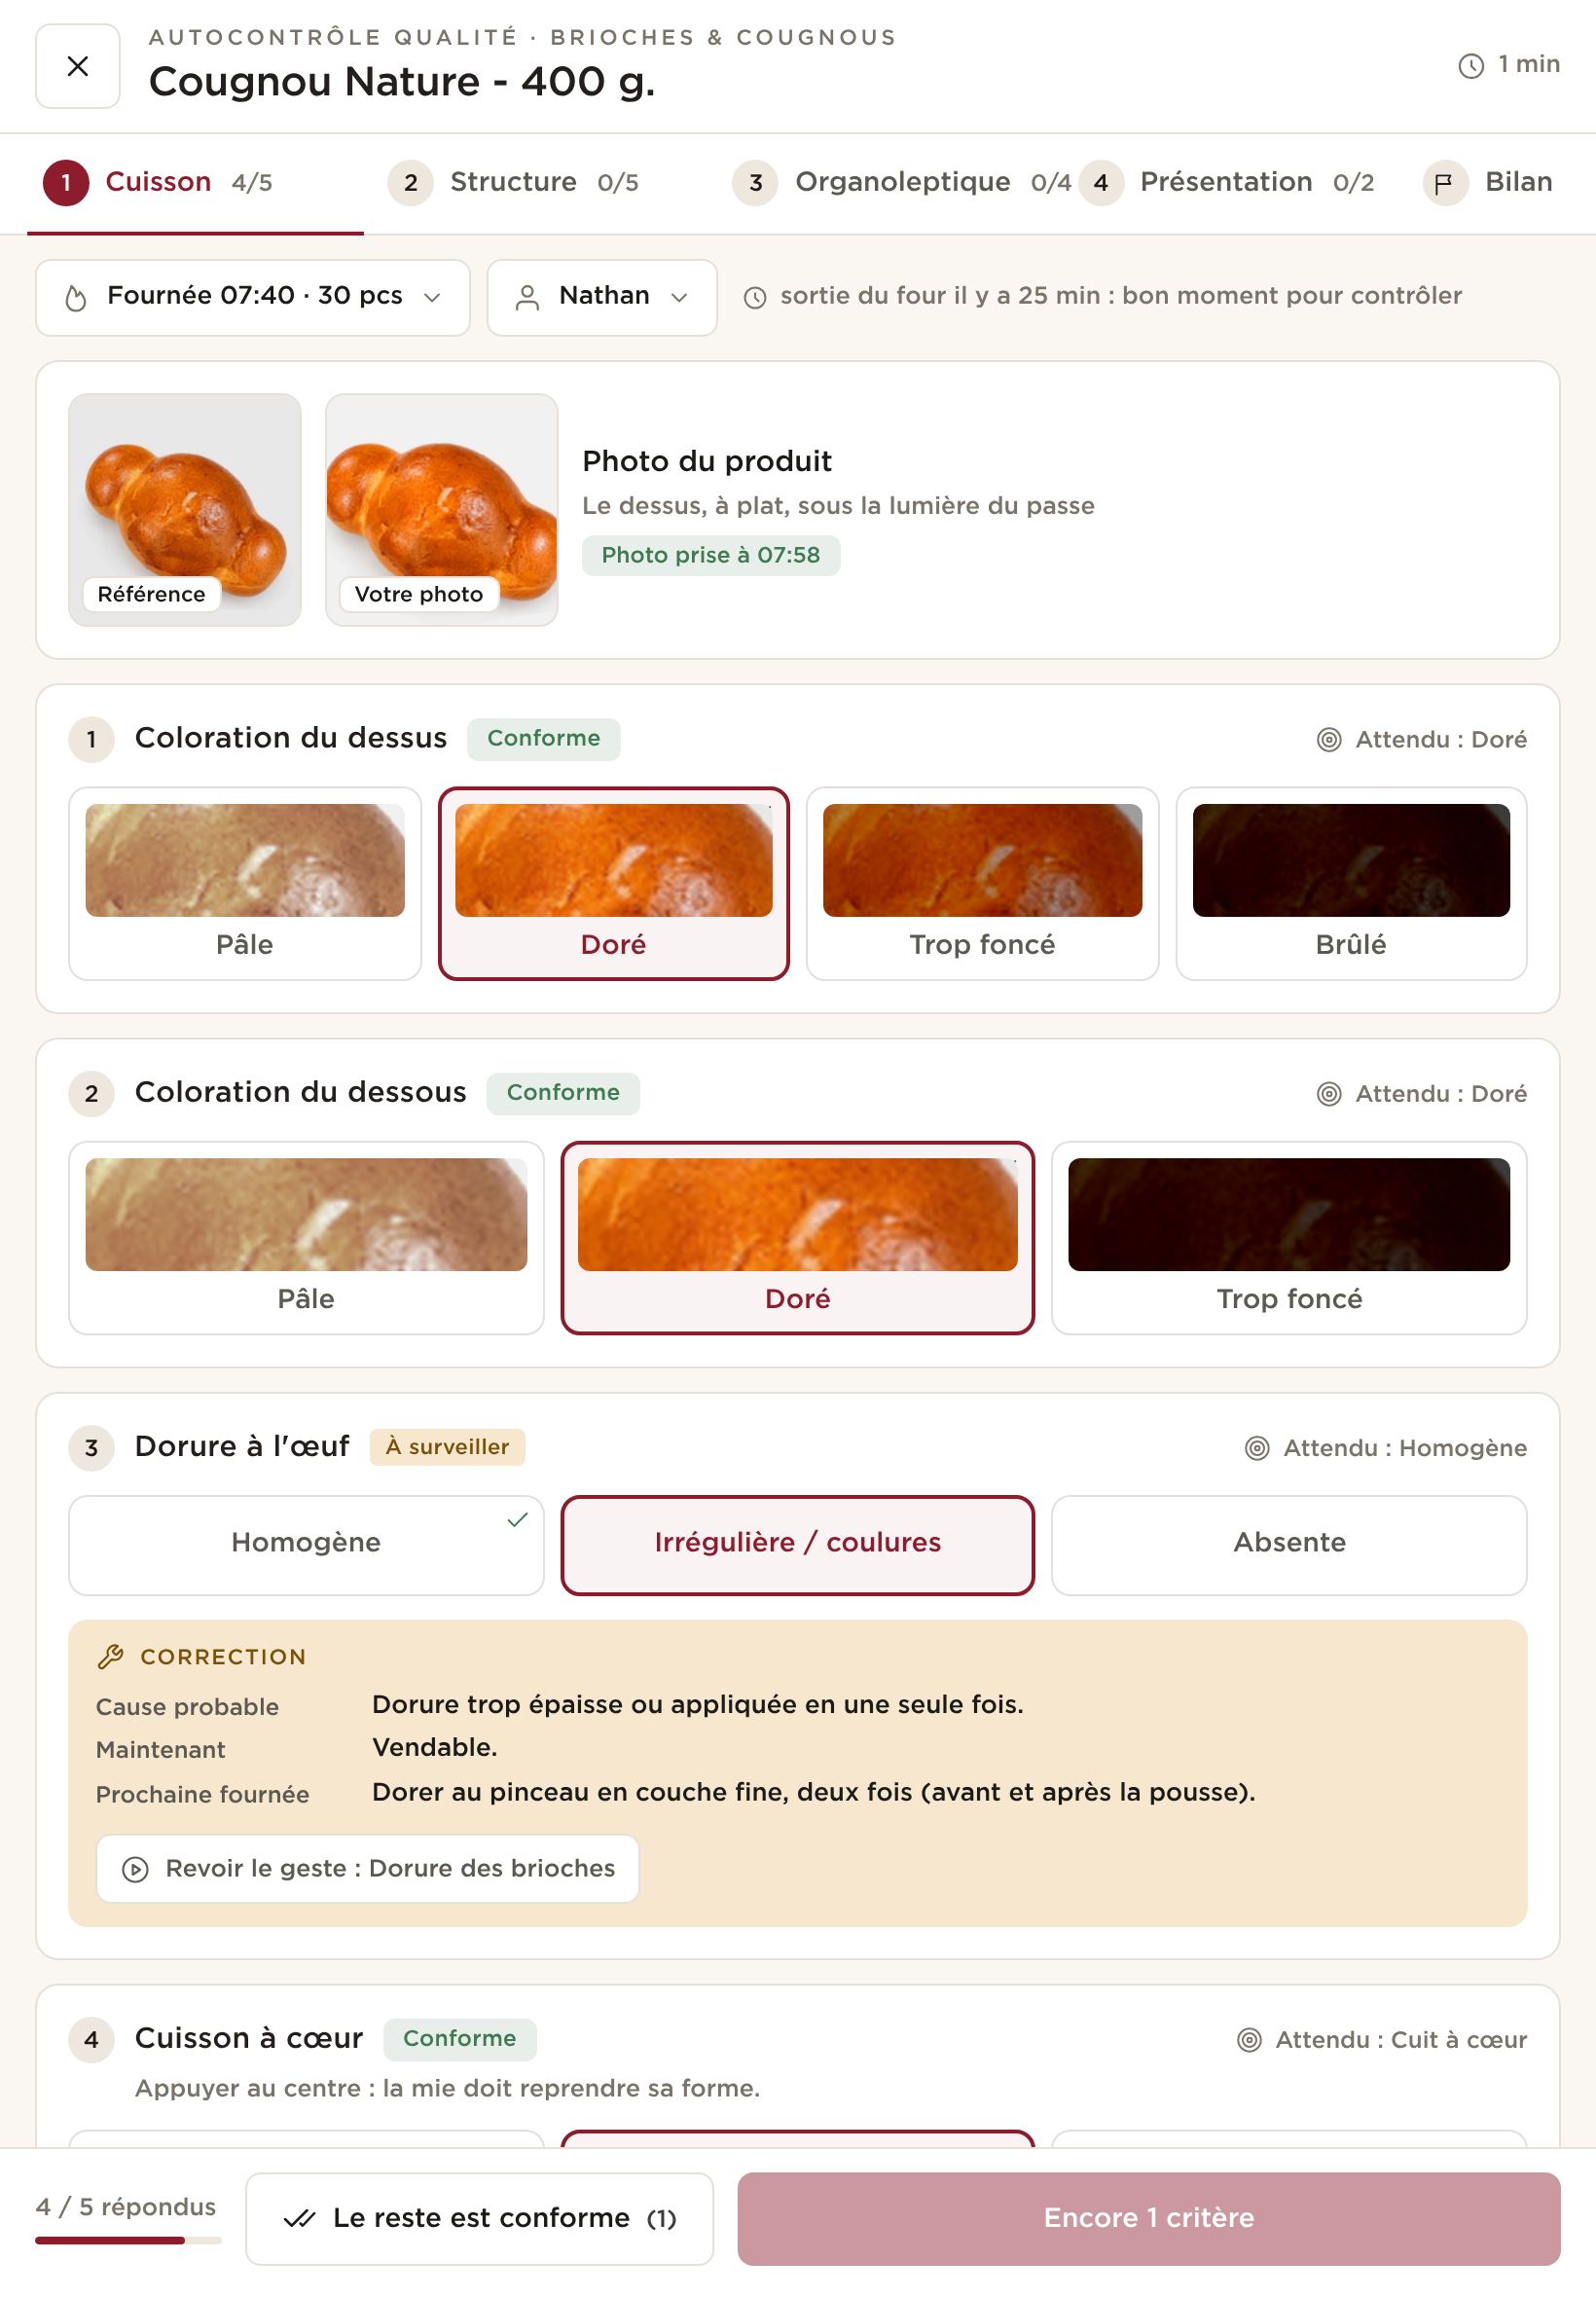 AUTOCONTRÔLE QUALITÉ · BRIOCHES & COUGNOUS
Cougnou Nature - 400 g.
1 min
1 Cuisson 4/5
2 Structure 0/5
3 Organoleptique 0/4
4 Présentation 0/2
Bilan
Fournée 07:40 · 30 pcs
Nathan
sortie du four il y a 25 min : bon moment pour contrôler
Référence
Votre photo
Photo du produit
Le dessus, à plat, sous la lumière du passe
Photo prise à 07:58
1 Coloration du dessus Conforme
Attendu : Doré
Pâle
Doré
Trop foncé
Brûlé
2 Coloration du dessous Conforme
Attendu : Doré
Pâle
Doré
Trop foncé
3 Dorure à l'œuf À surveiller
Attendu : Homogène
Homogène
Irrégulière / coulures
Absente
CORRECTION
Cause probable Dorure trop épaisse ou appliquée en une seule fois.
Maintenant Vendable.
Prochaine fournée Dorer au pinceau en couche fine, deux fois (avant et après la pousse).
Revoir le geste : Dorure des brioches
4 Cuisson à cœur Conforme
Attendu : Cuit à cœur
Appuyer au centre : la mie doit reprendre sa forme.
4 / 5 répondus
Le reste est conforme (1)
Encore 1 critère